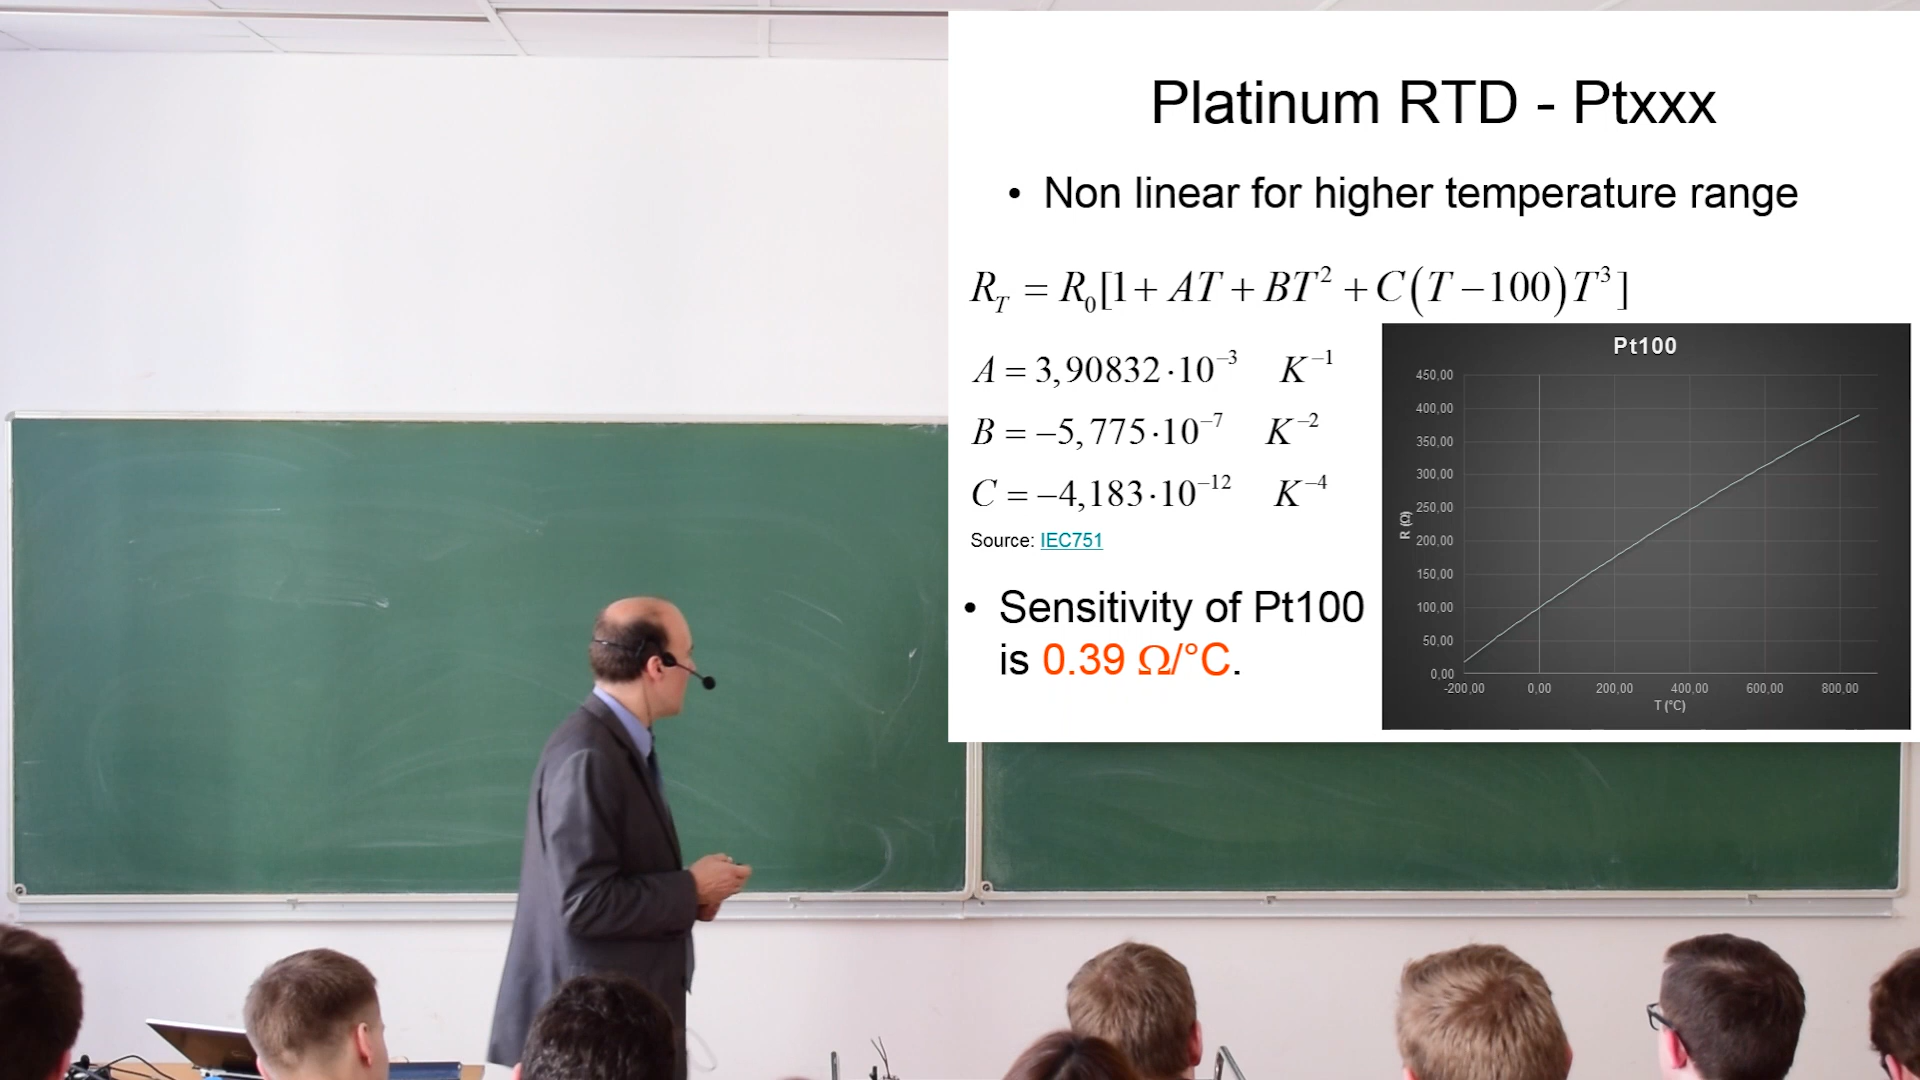 Platinum RTD - Ptxxx
• Non linear for higher temperature range
R_T = R_0[1 + AT + BT² + C(T − 100)T³]
A = 3,90832·10⁻³ K⁻¹
B = −5,775·10⁻⁷ K⁻²
C = −4,183·10⁻¹² K⁻⁴
Source: IEC751
• Sensitivity of Pt100
is 0.39 Ω/°C.
Pt100
450,00
400,00
350,00
300,00
250,00
200,00
150,00
100,00
50,00
0,00
R (Ω)
-200,00 0,00 200,00 400,00 600,00 800,00
T (°C)